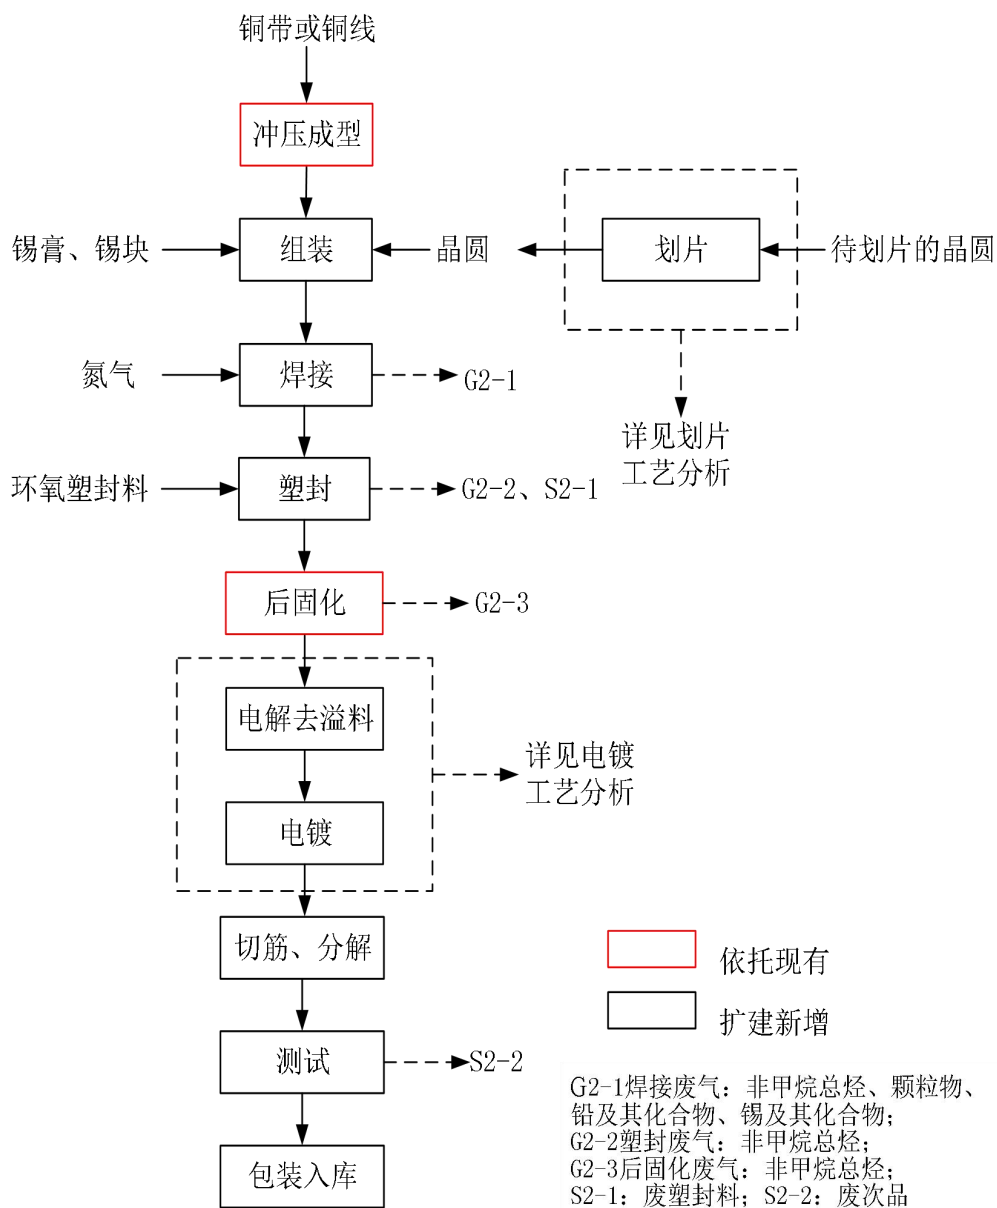 铜带或铜线
冲压成型
锡膏、锡块
组装
晶圆
划片
待划片的晶圆
氮气
焊接
G2-1
详见划片
工艺分析
环氧塑封料
塑封
G2-2、S2-1
后固化
G2-3
电解去溢料
详见电镀
工艺分析
电镀
切筋、分解
依托现有
扩建新增
测试
S2-2
包装入库
G2-1焊接废气：非甲烷总烃、颗粒物、
铅及其化合物、锡及其化合物；
G2-2塑封废气：非甲烷总烃；
G2-3后固化废气：非甲烷总烃；
S2-1：废塑封料；S2-2：废次品